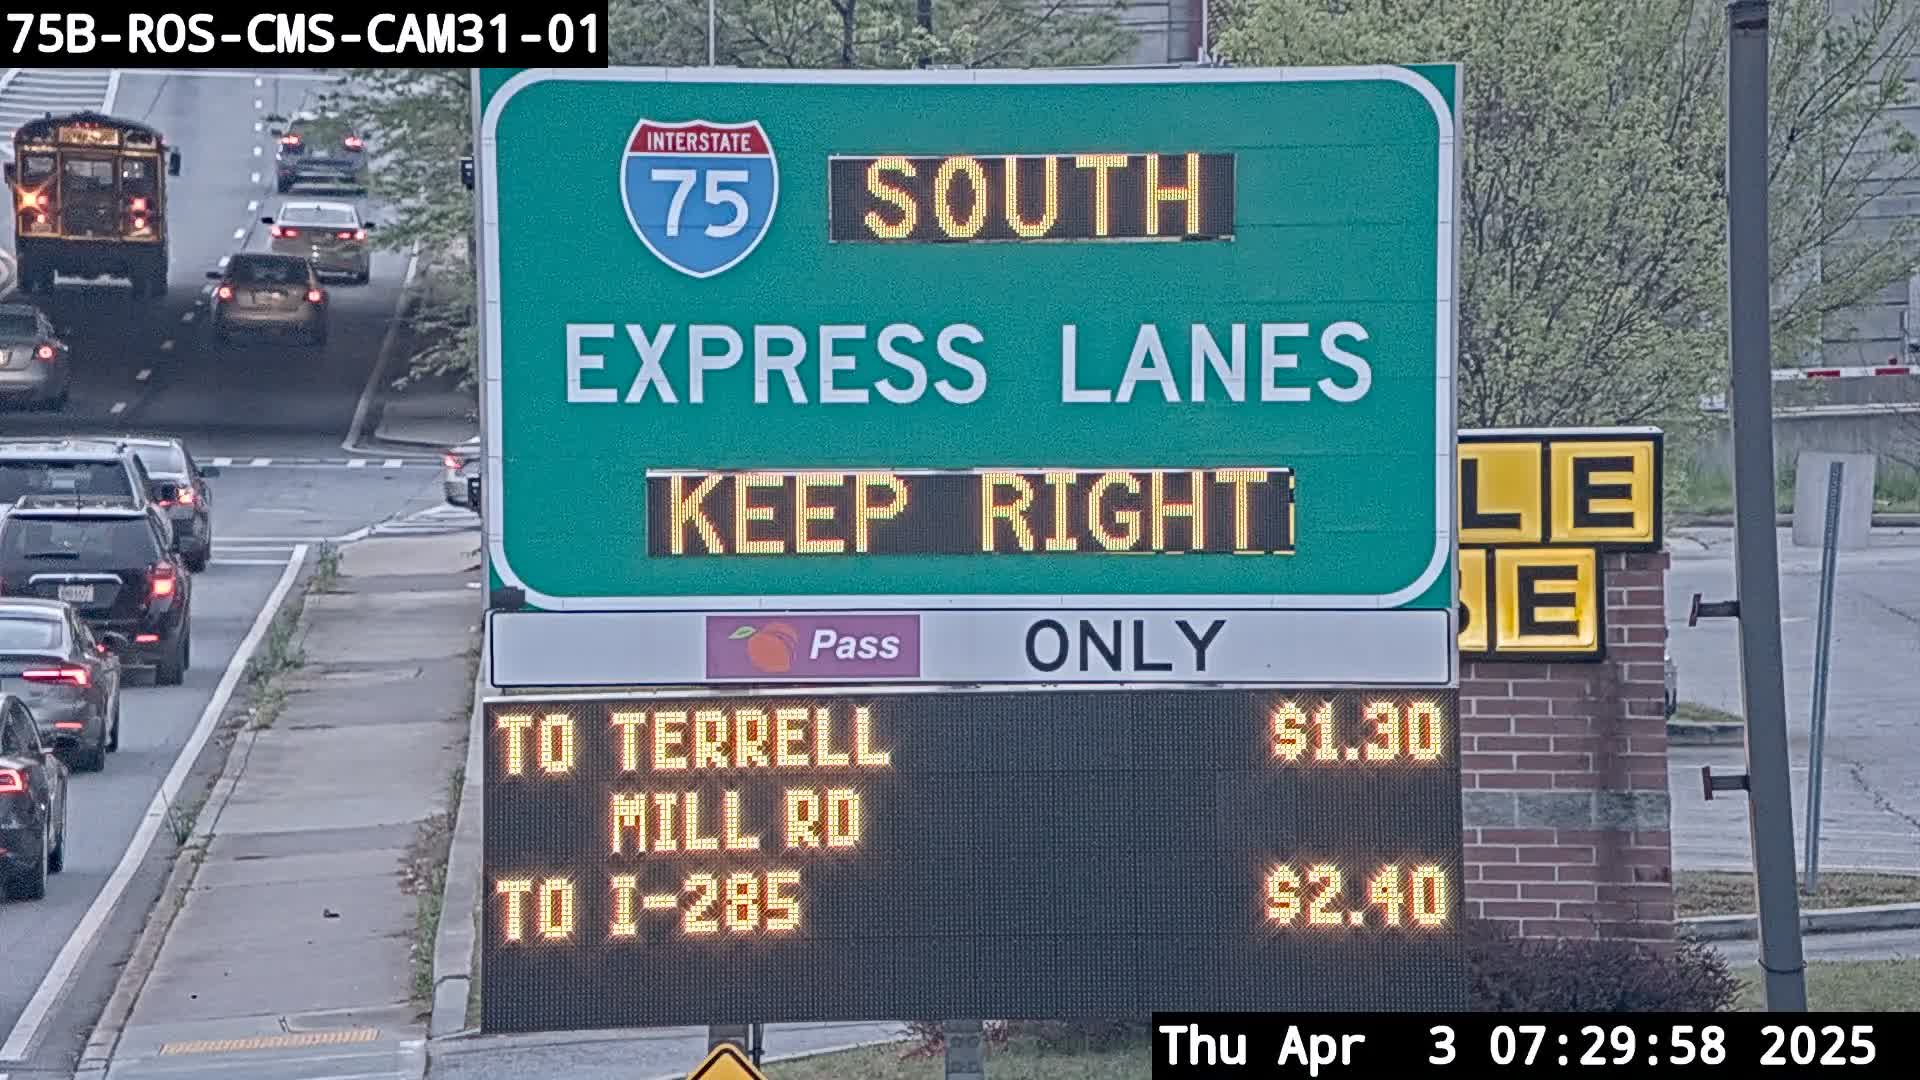 75B-ROS-CMS-CAM31-01
INTERSTATE
75
SOUTH
EXPRESS LANES
KEEP RIGHT
Pass ONLY
TO TERRELL $1.30
MILL RD
TO I-285 $2.40
LE
E
Thu Apr 3 07:29:58 2025